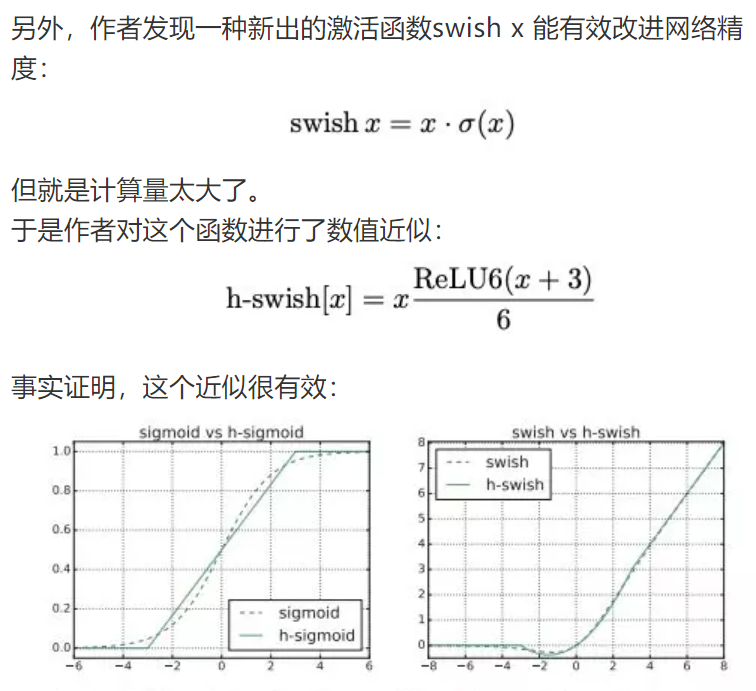 另外，作者发现一种新出的激活函数swish x 能有效改进网络精
度：
swish x = x · σ(x)
但就是计算量太大了。
于是作者对这个函数进行了数值近似：
h-swish[x] = x ReLU6(x + 3) / 6
事实证明，这个近似很有效：
sigmoid vs h-sigmoid
1.0
0.8
0.6
0.4
0.2
0.0
−6 −4 −2 0 2 4 6
sigmoid
h-sigmoid
swish vs h-swish
8
7
6
5
4
3
2
1
0
−8 −6 −4 −2 0 2 4 6 8
swish
h-swish